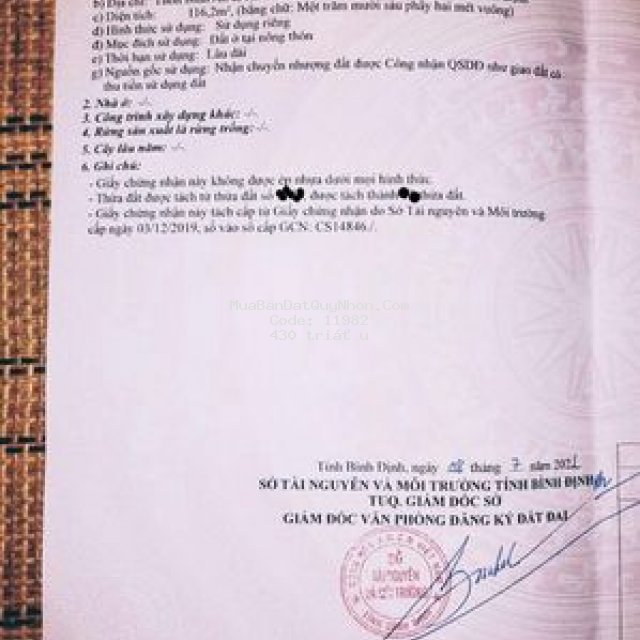 c) Diện tích: 116,2m², (bằng chữ: Một trăm mười sáu phẩy hai mét vuông)
d) Hình thức sử dụng: Sử dụng riêng
đ) Mục đích sử dụng: Đất ở tại nông thôn
e) Thời hạn sử dụng: Lâu dài
g) Nguồn gốc sử dụng: Nhận chuyển nhượng đất được Công nhận QSDĐ như giao đất có
thu tiền sử dụng đất
2. Nhà ở: -/-
3. Công trình xây dựng khác: -/-
4. Rừng sản xuất là rừng trồng: -/-
5. Cây lâu năm: -/-
6. Ghi chú:
- Giấy chứng nhận này không được ép nhựa dưới mọi hình thức.
- Thửa đất được tách từ thửa đất số được tách thành thửa đất.
- Giấy chứng nhận này tách cấp từ Giấy chứng nhận do Sở Tài nguyên và Môi trường
cấp ngày 03/12/2019, số vào sổ cấp GCN: CS14846./.
MuaBanDatQuyNhon.Com
Code: 11982
430 triệt u
Tỉnh Bình Định, ngày 08 tháng 7 năm 2021
SỞ TÀI NGUYÊN VÀ MÔI TRƯỜNG TỈNH BÌNH ĐỊNH
TUQ. GIÁM ĐỐC SỞ
GIÁM ĐỐC VĂN PHÒNG ĐĂNG KÝ ĐẤT ĐAI
SỞ
TÀI NGUYÊN